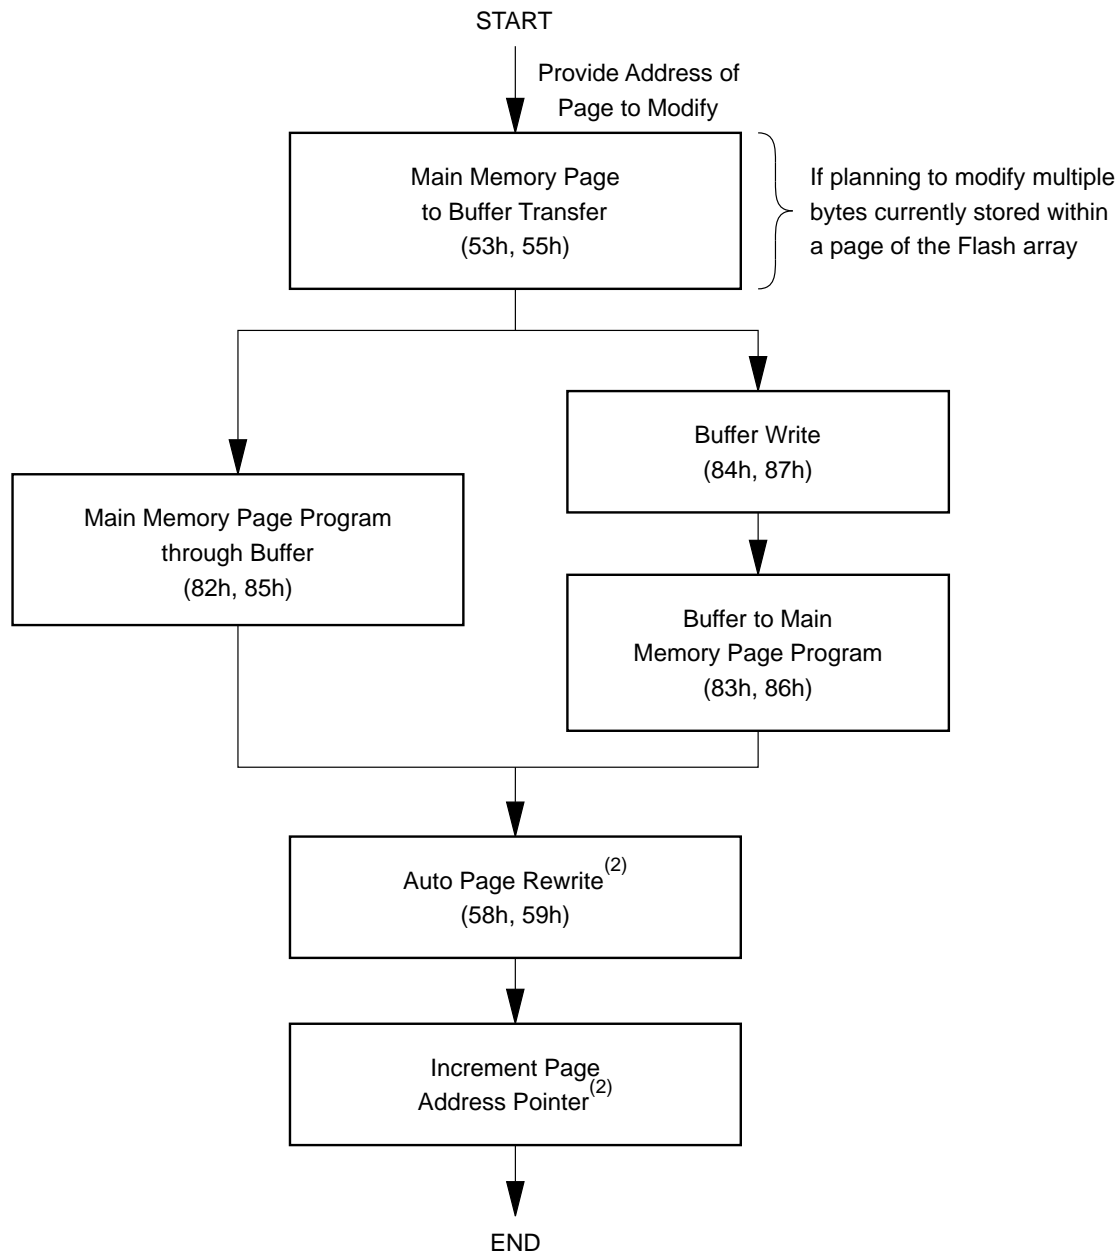 START
Provide Address of
Page to Modify
Main Memory Page
to Buffer Transfer
(53h, 55h)
If planning to modify multiple
bytes currently stored within
a page of the Flash array
Buffer Write
(84h, 87h)
Main Memory Page Program
through Buffer
(82h, 85h)
Buffer to Main
Memory Page Program
(83h, 86h)
Auto Page Rewrite(2)
(58h, 59h)
Increment Page
Address Pointer(2)
END